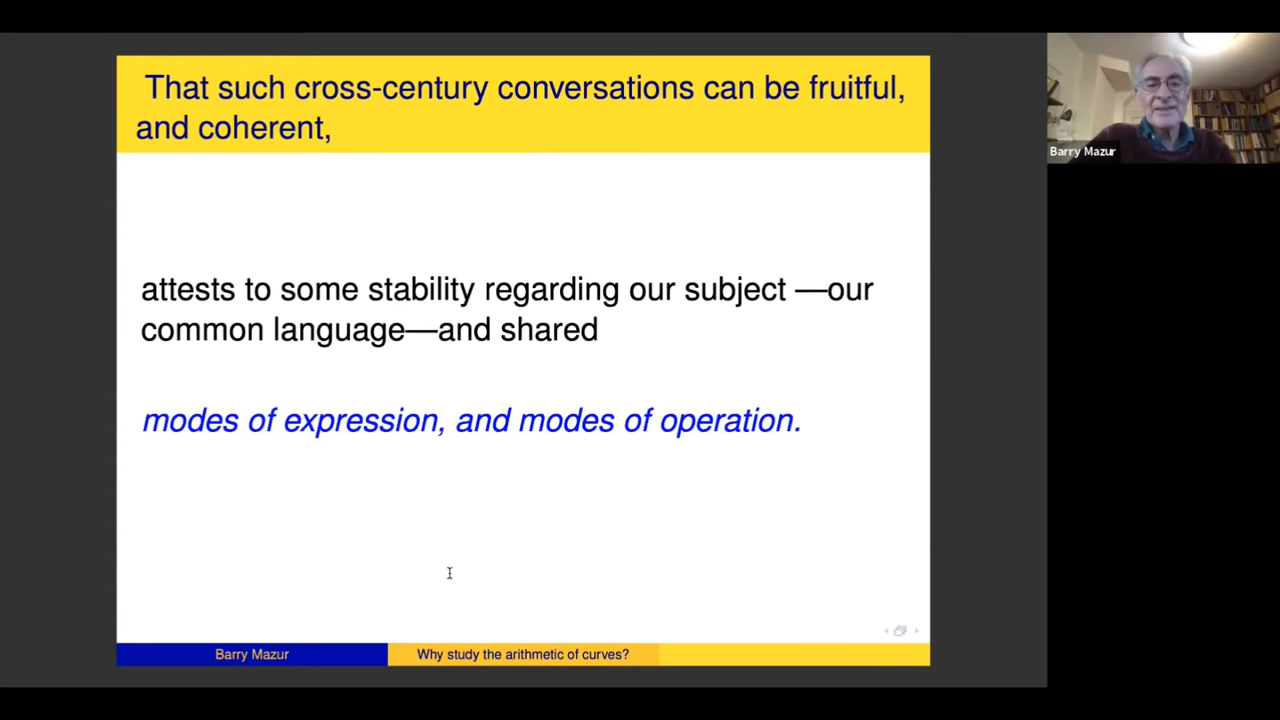 That such cross-century conversations can be fruitful,
and coherent,
attests to some stability regarding our subject —our
common language—and shared
modes of expression, and modes of operation.
Barry Mazur
Why study the arithmetic of curves?
Barry Mazur